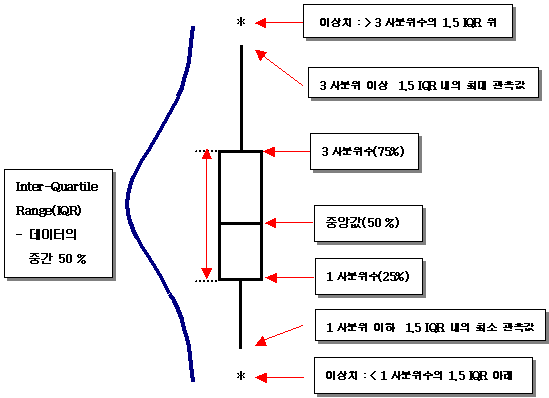 *
이상치 : > 3 사분위수의 1.5 IQR 위
3 사분위 이상 1.5 IQR 내의 최대 관측값
3 사분위수(75%)
Inter-Quartile
Range(IQR)
- 데이터의
중간 50 %
중앙값(50 %)
1 사분위수(25%)
1 사분위 이하 1.5 IQR 내의 최소 관측값
*
이상치 : < 1 사분위수의 1.5 IQR 아래